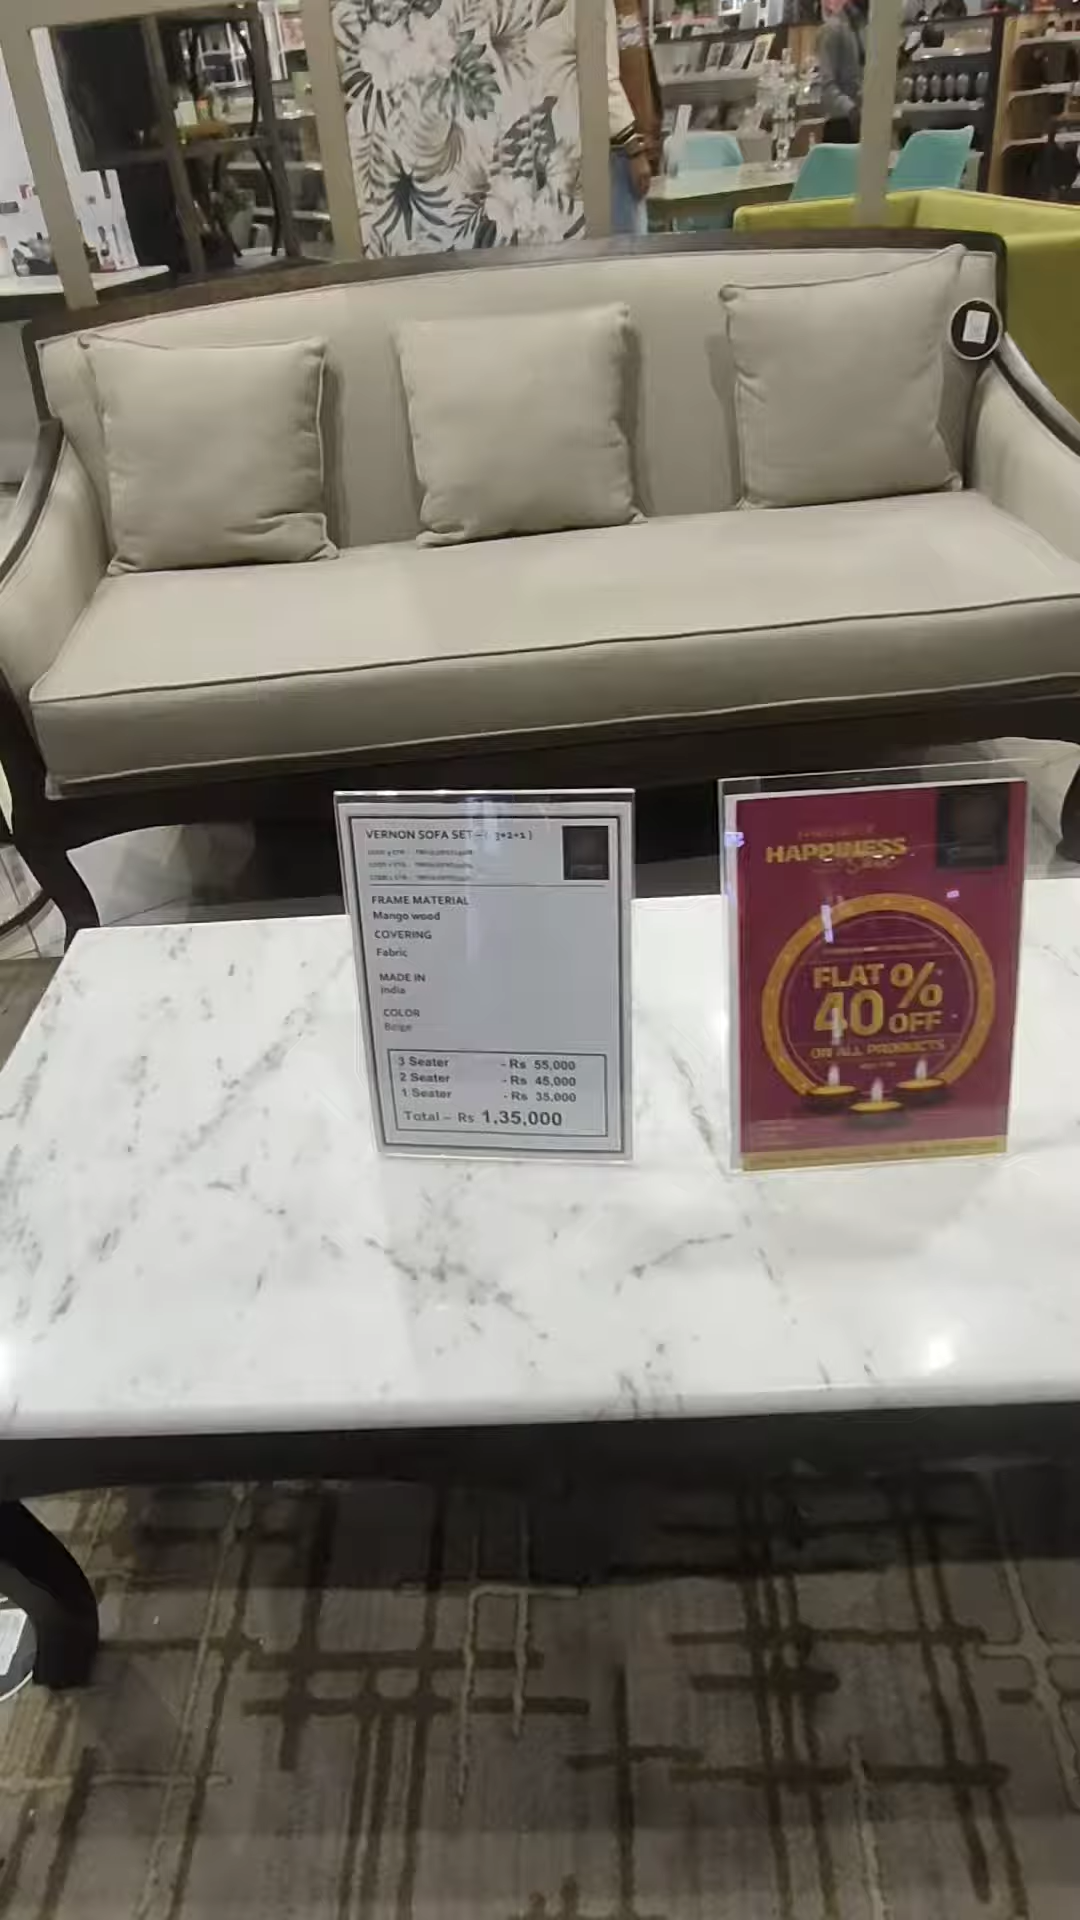 VERNON SOFA SET – ( 3+2+1 )
FRAME MATERIAL
Mango wood
COVERING
Fabric
MADE IN
India
COLOR
Beige
3 Seater - Rs 55,000
2 Seater - Rs 45,000
1 Seater - Rs 35,000
Total – Rs 1,35,000
HAPPINESS
FLAT 40% OFF
ON ALL PRODUCTS